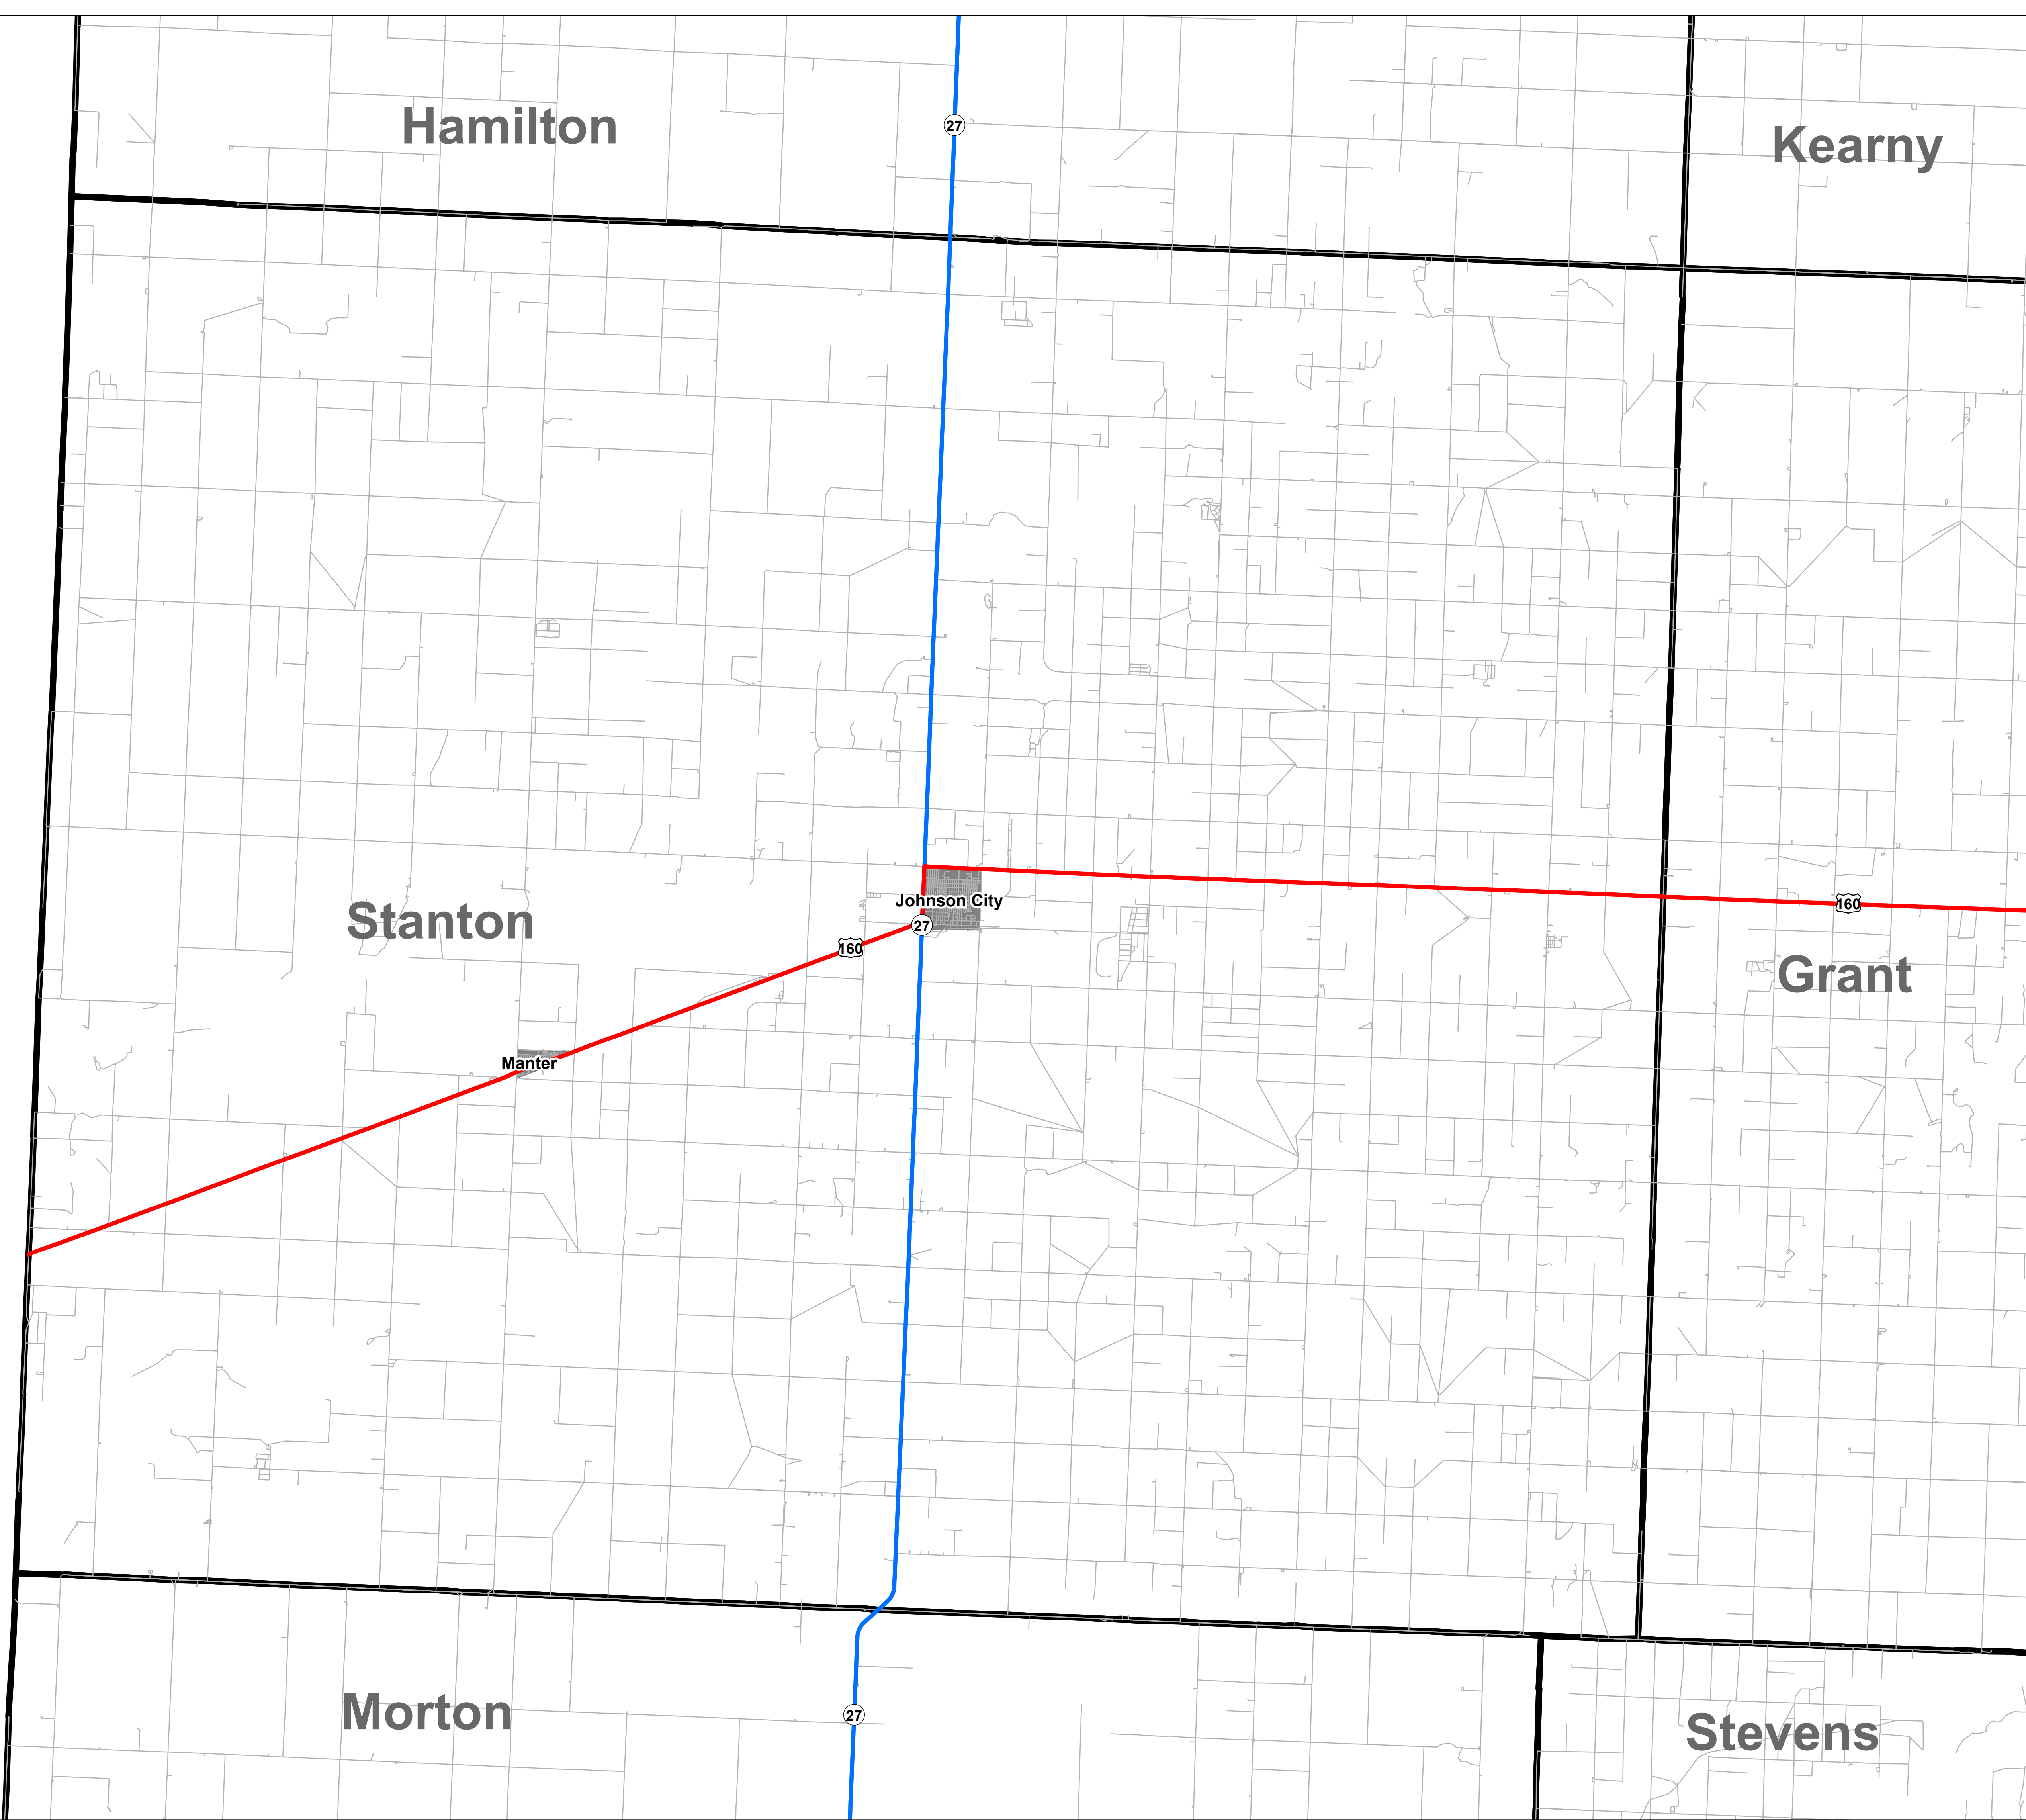 27
Hamilton
Kearny
Johnson City
160
27
Stanton
160
Grant
Manter
Morton
27
Stevens